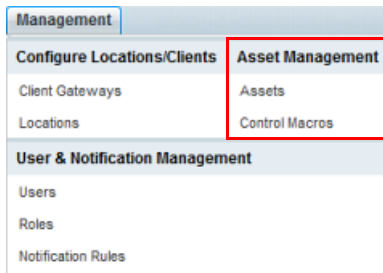 Management
Configure Locations/Clients Asset Management
Client Gateways Assets
Locations Control Macros
User & Notification Management
Users
Roles
Notification Rules